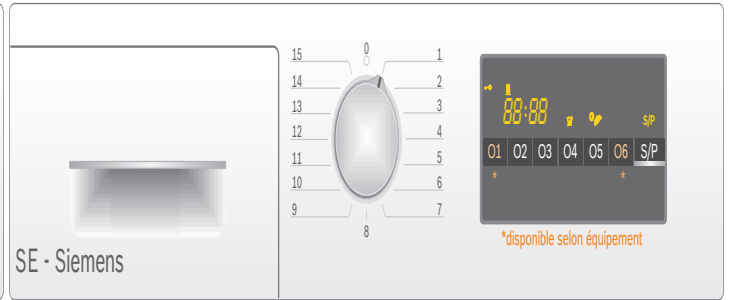 0
15 1
14 2
13 3
12 4
11 5
10 6
9 7
8
88:88
S/P
O1 O2 O3 O4 O5 O6 S/P
* *
*disponible selon équipement
SE - Siemens